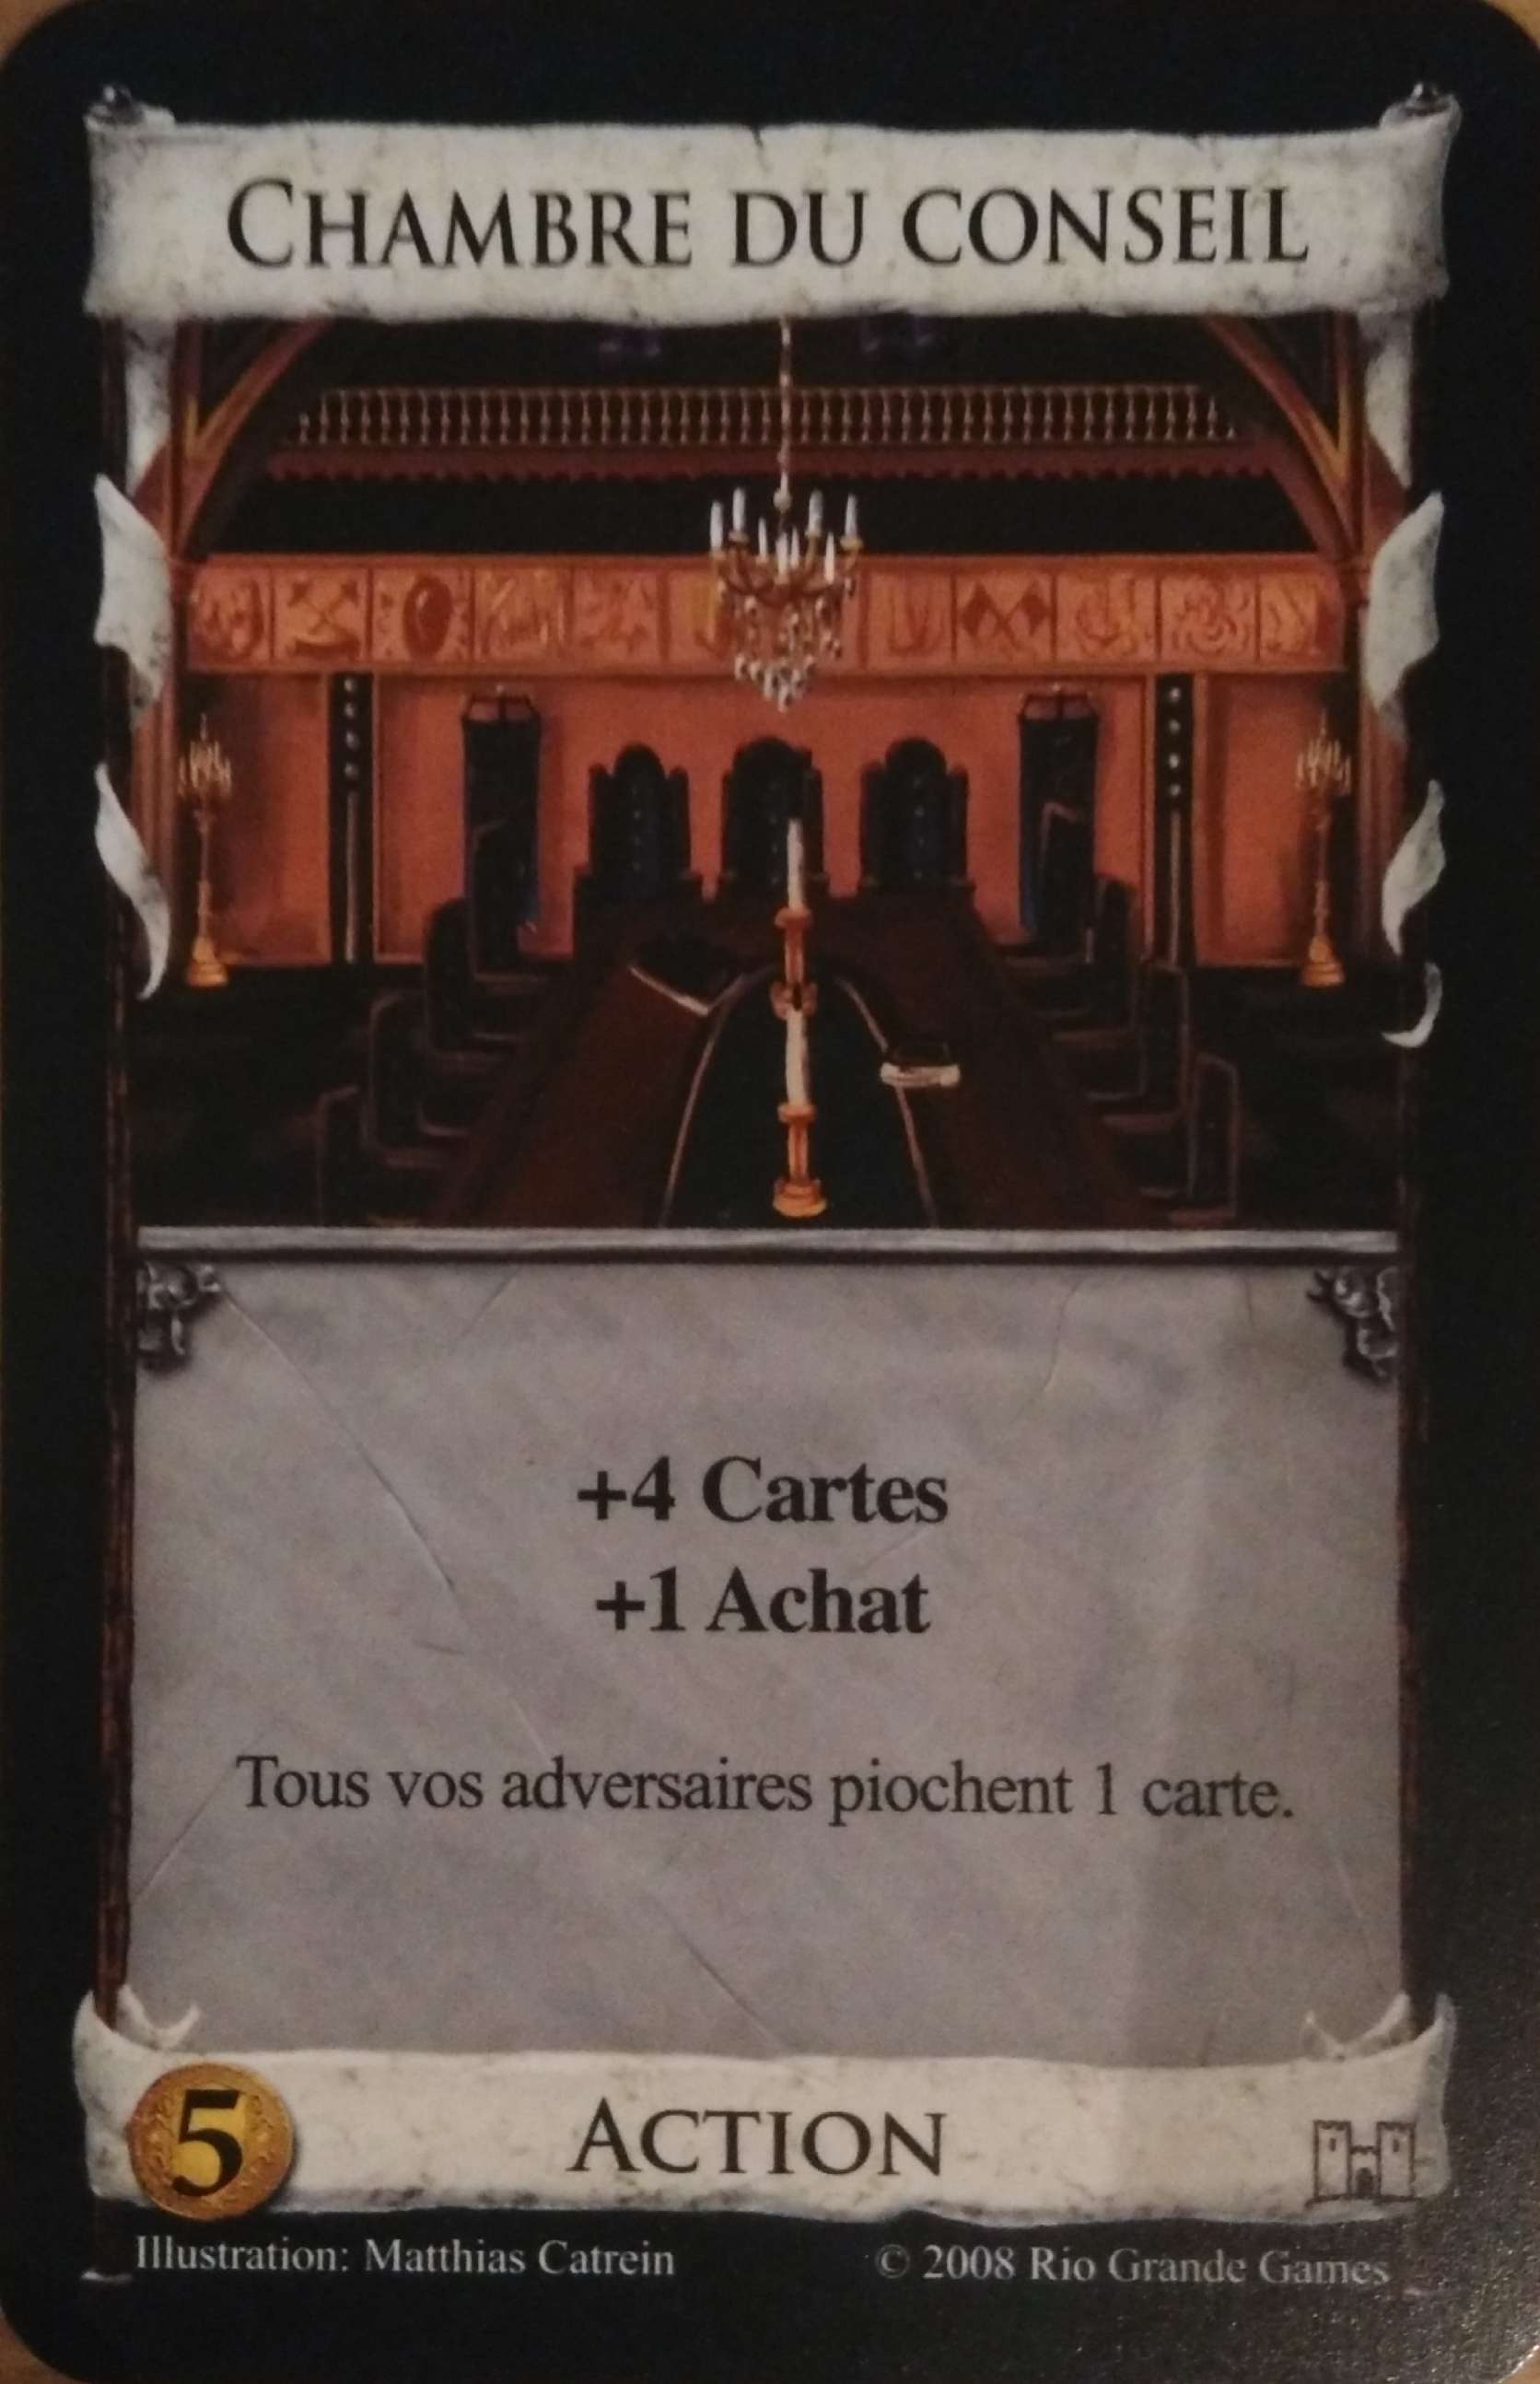 CHAMBRE DU CONSEIL
+4 Cartes
+1 Achat
Tous vos adversaires piochent 1 carte.
5
ACTION
Illustration: Matthias Catrein
© 2008 Rio Grande Games